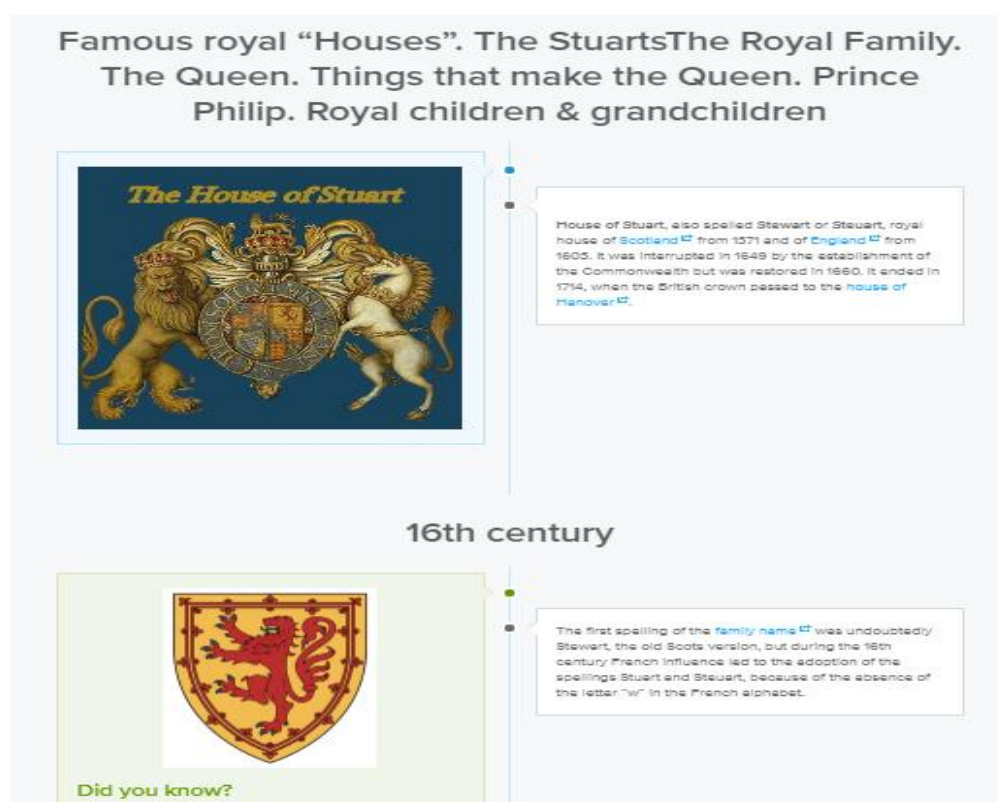 Famous royal “Houses”. The StuartsThe Royal Family.
The Queen. Things that make the Queen. Prince
Philip. Royal children & grandchildren
The House of Stuart
House of Stuart, also spelled Stewart or Steuart, royal
house of Scotland from 1371 and of England from
1603. It was interrupted in 1649 by the establishment of
the Commonwealth but was restored in 1660. It ended in
1714, when the British crown passed to the house of
Hanover.
16th century
The first spelling of the family name was undoubtedly
Stewart, the old Scots version, but during the 16th
century French influence led to the adoption of the
spellings Stuart and Steuart, because of the absence of
the letter "w" in the French alphabet.
Did you know?